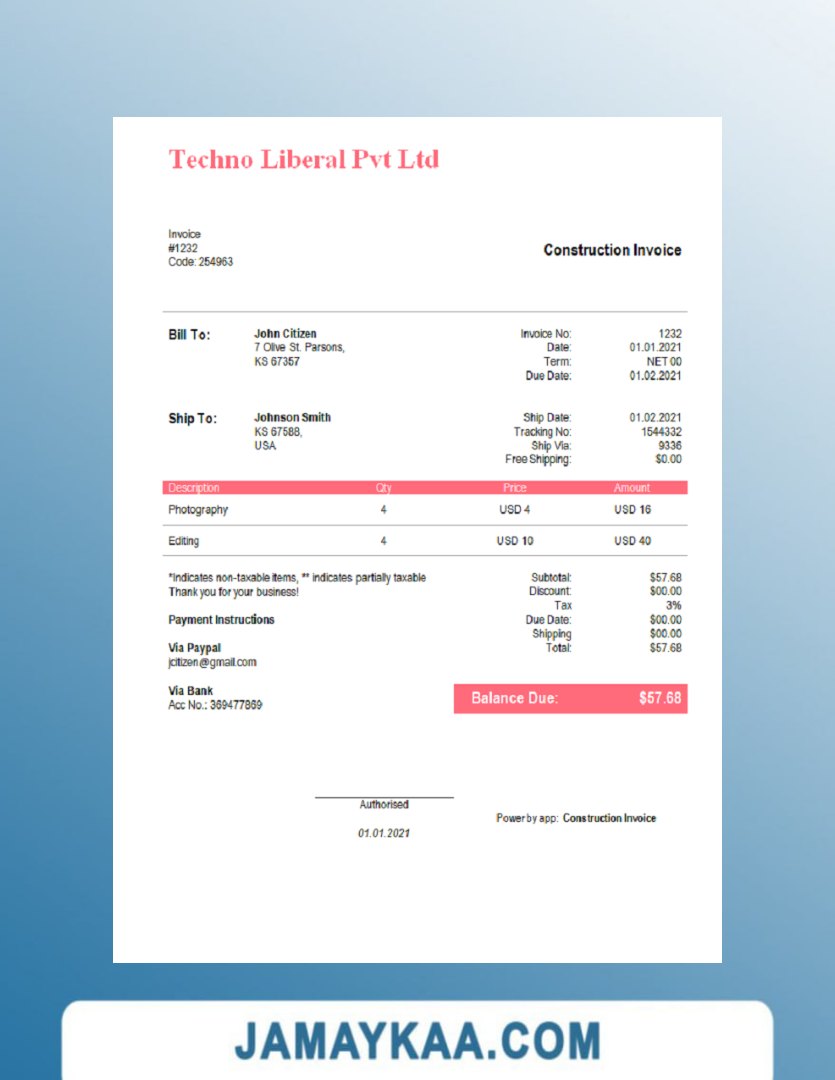 Techno Liberal Pvt Ltd
Invoice
#1232
Code: 254963
Construction Invoice
Bill To:
John Citizen
7 Olive St. Parsons,
KS 67357
Invoice No: 1232
Date: 01.01.2021
Term: NET 00
Due Date: 01.02.2021
Ship To:
Johnson Smith
KS 67588,
USA
Ship Date: 01.02.2021
Tracking No: 1544332
Ship Via: 9336
Free Shipping: $0.00
Description Qty Price Amount
Photography 4 USD 4 USD 16
Editing 4 USD 10 USD 40
*Indicates non-taxable items, ** indicates partially taxable
Thank you for your business!
Payment Instructions
Via Paypal
jcitizen@gmail.com
Via Bank
Acc No.: 369477869
Subtotal: $57.68
Discount: $00.00
Tax 3%
Due Date: $00.00
Shipping $00.00
Total: $57.68
Balance Due: $57.68
Authorised
01.01.2021
Power by app: Construction Invoice
JAMAYKAA.COM